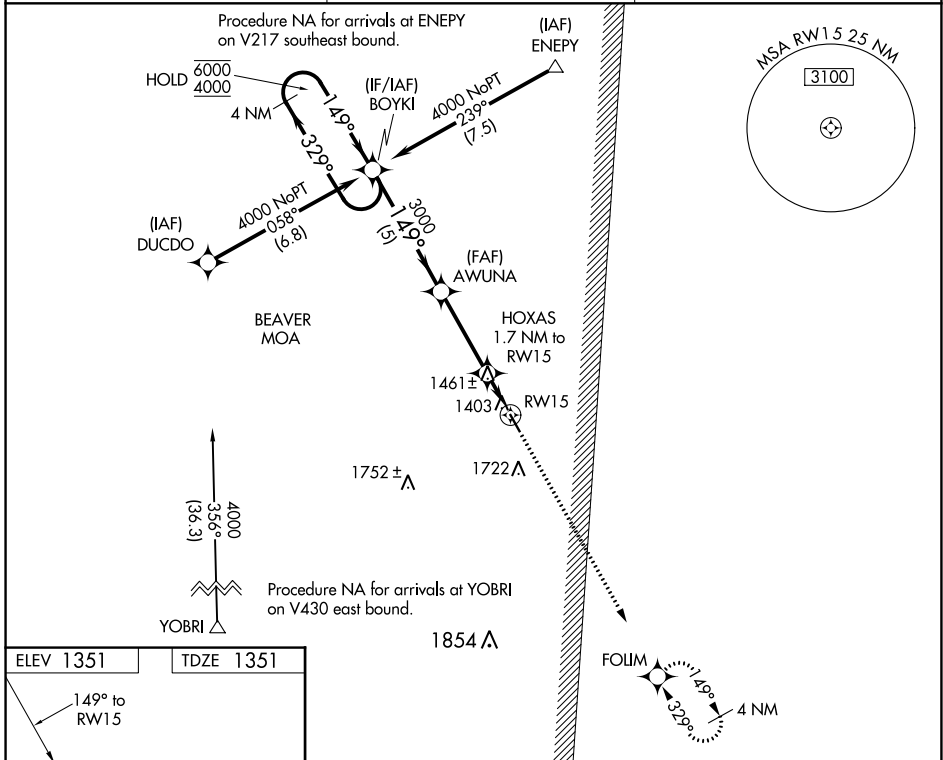 Procedure NA for arrivals at ENEPY
on V217 southeast bound.
(IAF)
ENEPY
MSA RW15 25 NM
3100
HOLD 6000
4000
4 NM
149°
329°
(IF/IAF)
BOYKI
4000 NoPT
239°
(7.5)
4000 NoPT
058°
(6.8)
(IAF)
DUCDO
3000
149°
(5)
(FAF)
AWUNA
BEAVER
MOA
HOXAS
1.7 NM to
RW15
1461±
1403
RW15
1722
1752±
4000
356°
(36.3)
Procedure NA for arrivals at YOBRI
on V430 east bound.
YOBRI
1854
FOLIM
149°
329°
4 NM
ELEV 1351
TDZE 1351
149° to
RW15